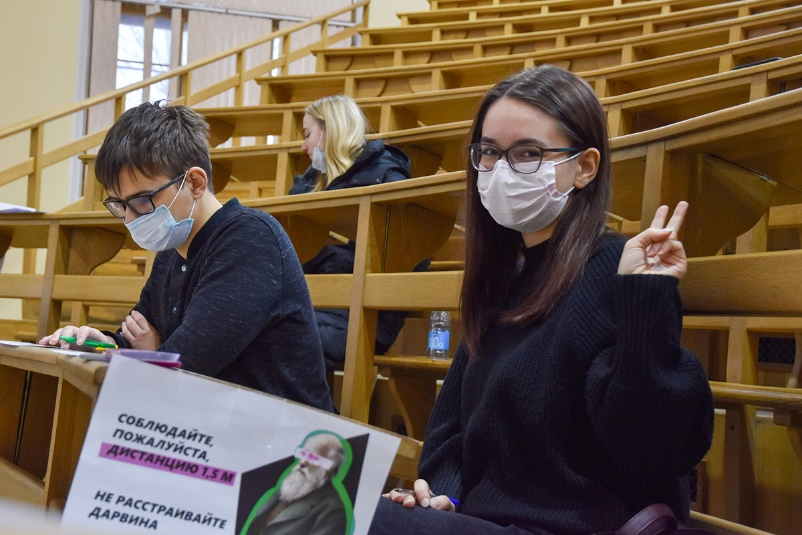 СОБЛЮДАЙТЕ,
ПОЖАЛУЙСТА,
ДИСТАНЦИЮ 1,5 М
НЕ РАССТРАИВАЙТЕ
ДАРВИНА